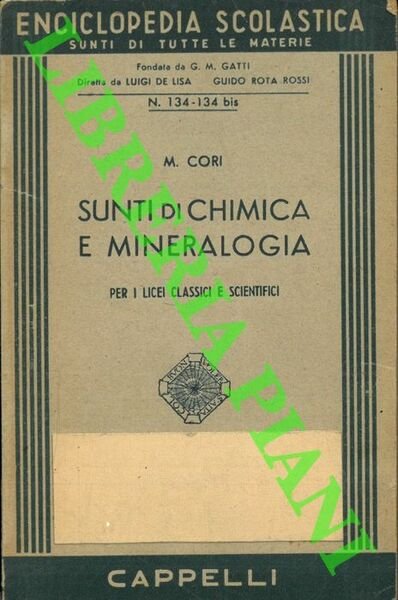 ENCICLOPEDIA SCOLASTICA
SUNTI DI TUTTE LE MATERIE
Fondata da G. M. GATTI
Diretta da LUIGI DE LISA GUIDO ROTA ROSSI
N. 134-134 bis
M. CORI
SUNTI DI CHIMICA
E MINERALOGIA
PER I LICEI CLASSICI E SCIENTIFICI
CAPPELLI
LIBRERIA PIANI